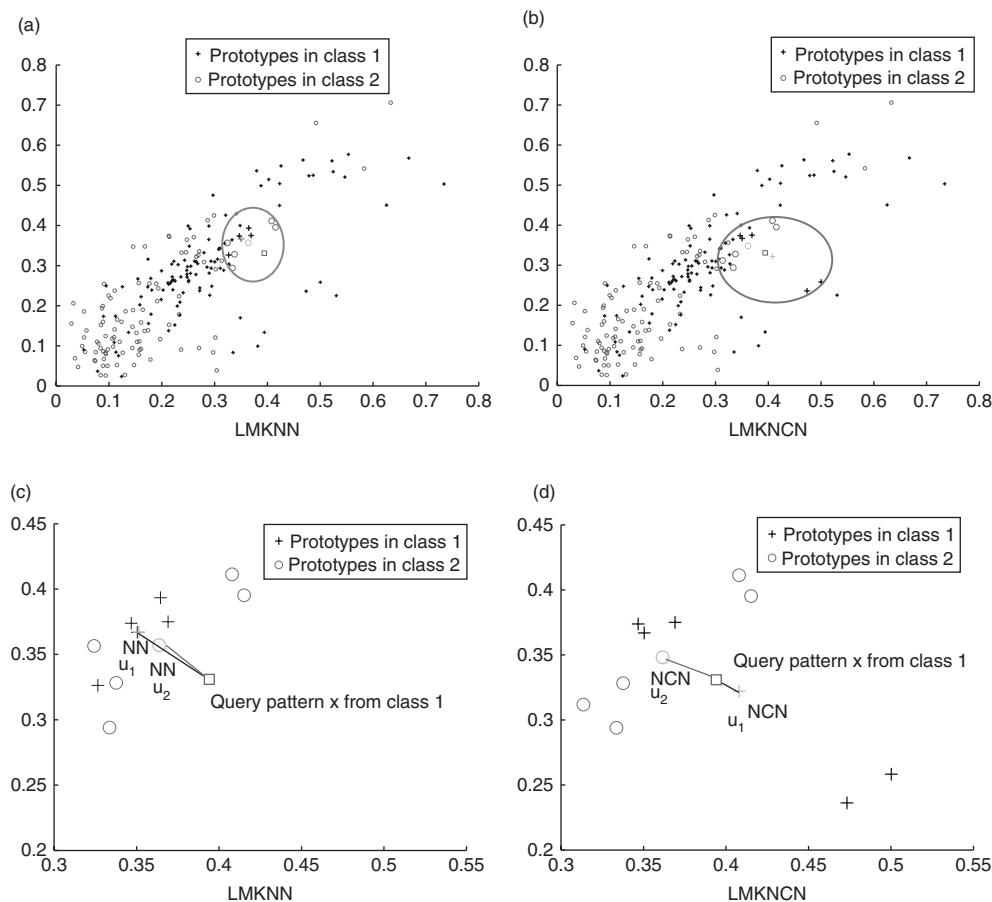 (a)
Prototypes in class 1
Prototypes in class 2
0.8
0.7
0.6
0.5
0.4
0.3
0.2
0.1
0
0 0.1 0.2 0.3 0.4 0.5 0.6 0.7 0.8
LMKNN
(b)
Prototypes in class 1
Prototypes in class 2
0.8
0.7
0.6
0.5
0.4
0.3
0.2
0.1
0
0 0.1 0.2 0.3 0.4 0.5 0.6 0.7 0.8
LMKNCN
(c)
0.45
Prototypes in class 1
Prototypes in class 2
0.4
0.35
NN
u1
NN
u2
Query pattern x from class 1
0.3
0.25
0.2
0.3 0.35 0.4 0.45 0.5 0.55
LMKNN
(d)
0.45
Prototypes in class 1
Prototypes in class 2
0.4
0.35
Query pattern x from class 1
NCN
u2
u1 NCN
0.3
0.25
0.2
0.3 0.35 0.4 0.45 0.5 0.55
LMKNCN